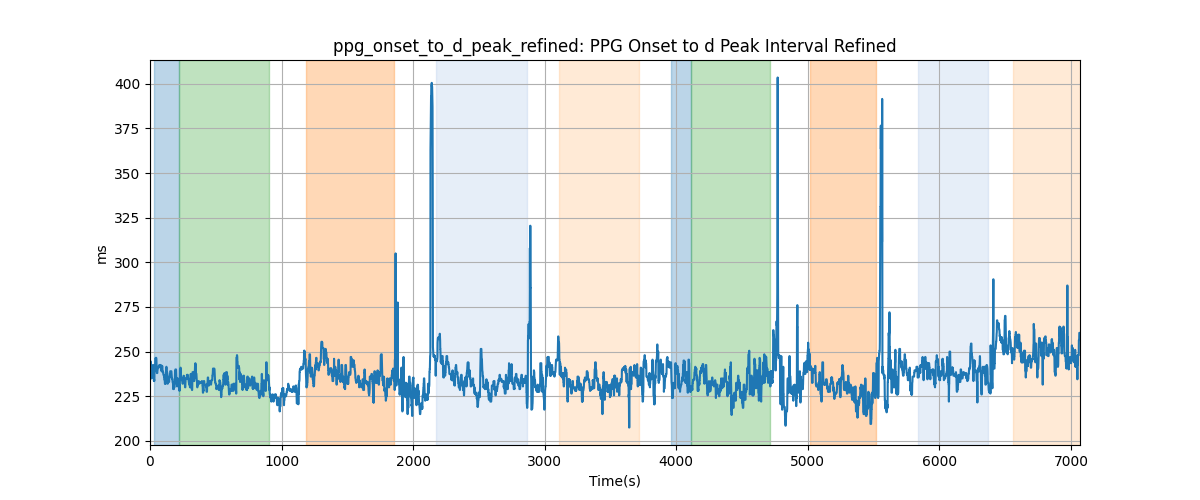 ppg_onset_to_d_peak_refined: PPG Onset to d Peak Interval Refined
400
375
350
325
300
275
250
225
200
ms
0 1000 2000 3000 4000 5000 6000 7000
Time(s)